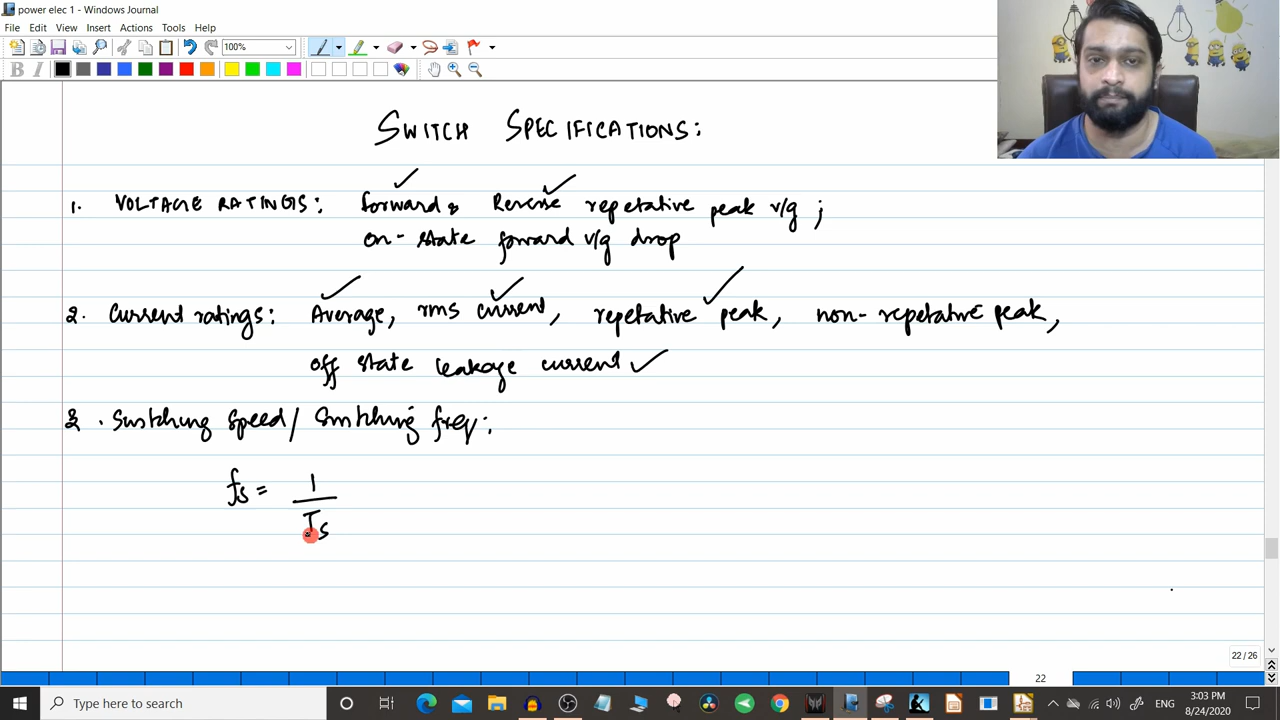 power elec 1 - Windows Journal
File Edit View Insert Actions Tools Help
100%
B I
SWITCH SPECIFICATIONS:
1. VOLTAGE RATINGS: forward & Reverse repetative peak v/g ;
on-state forward v/g drop
2. Current ratings: Average, rms current, repetative peak, non-repetative peak,
off state leakage current
3. Switching speed/ Switching freq:
fs = 1
Ts
22 / 26
22
Type here to search
3:03 PM
8/24/2020